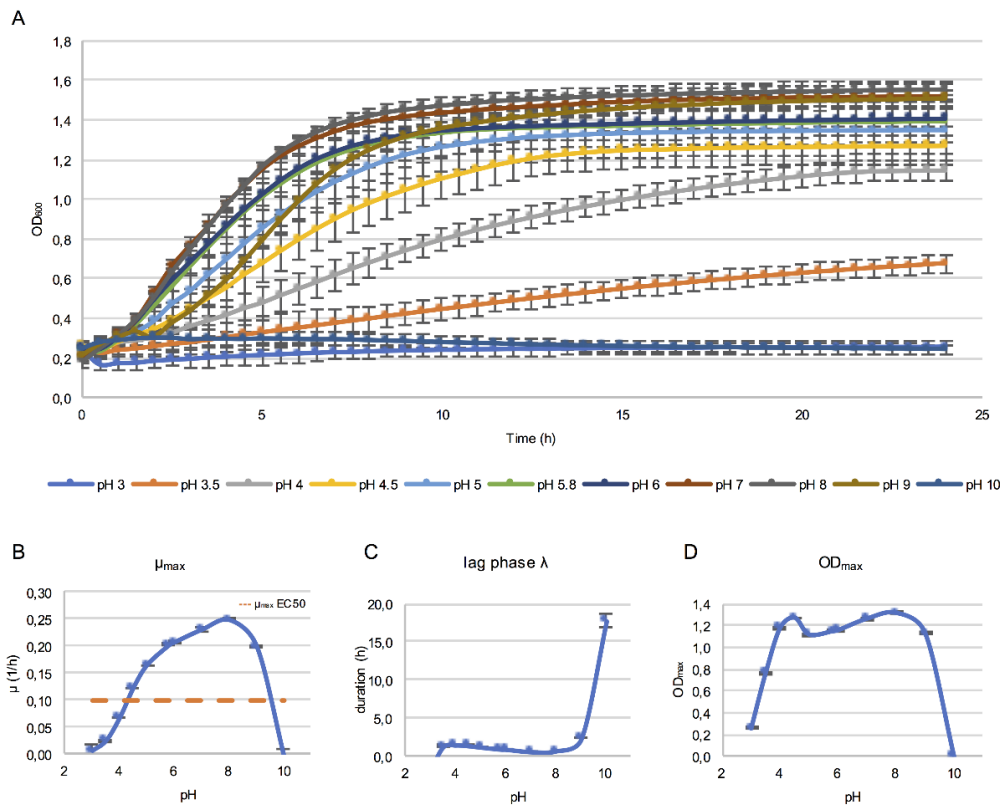 A
1,8
1,6
1,4
1,2
1,0
0,8
0,6
0,4
0,2
0,0
OD600
0 5 10 15 20 25
Time (h)
pH 3 pH 3.5 pH 4 pH 4.5 pH 5 pH 5.8 pH 6 pH 7 pH 8 pH 9 pH 10
B
µmax
0,30
0,25
0,20
0,15
0,10
0,05
0,00
µ (1/h)
µmax EC50
2 4 6 8 10
pH
C
lag phase λ
20,0
15,0
10,0
5,0
0,0
duration (h)
2 4 6 8 10
pH
D
ODmax
1,4
1,2
1,0
0,8
0,6
0,4
0,2
0,0
ODmax
2 4 6 8 10
pH